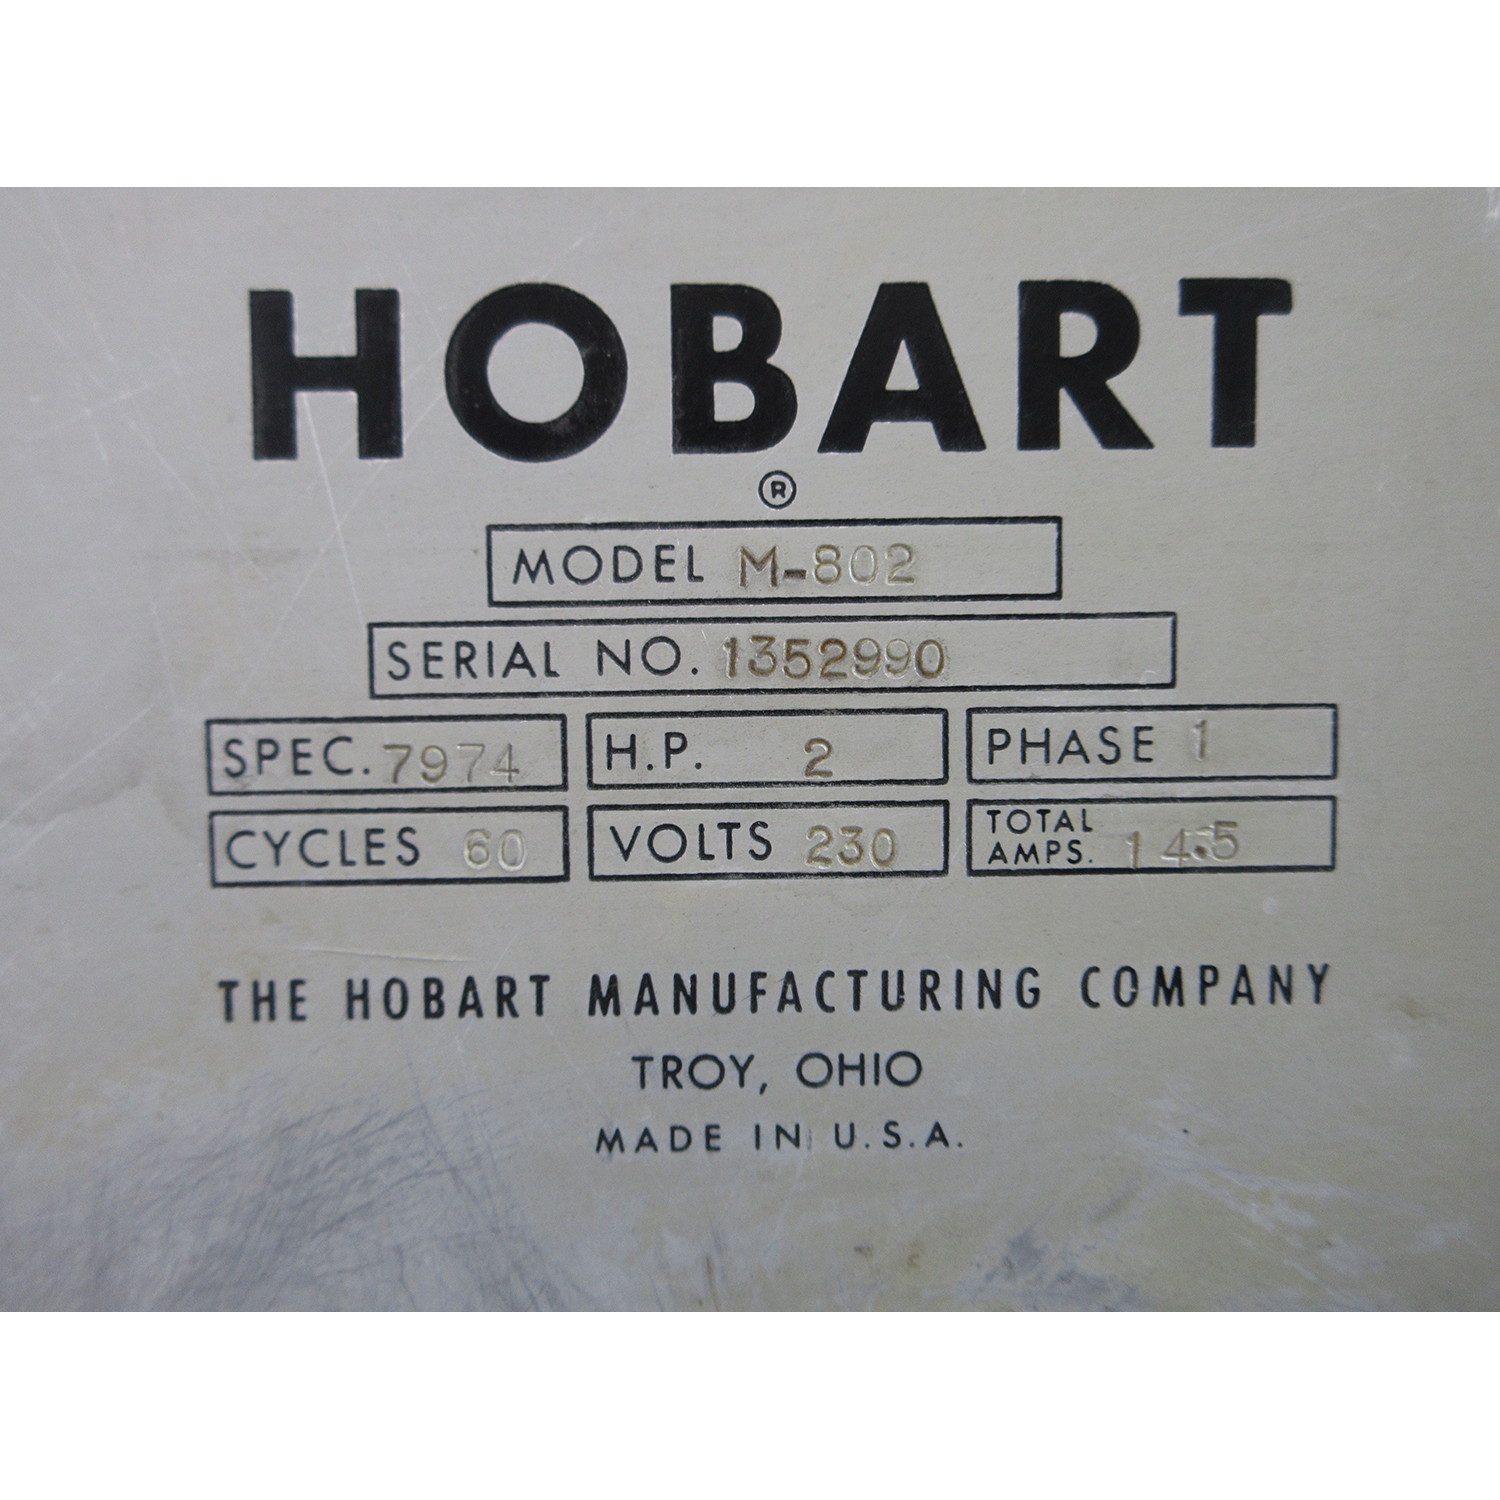 HOBART
®
MODEL M-802
SERIAL NO. 1352990
SPEC. 7974 H.P. 2 PHASE 1
CYCLES 60 VOLTS 230 TOTAL AMPS. 14.5
THE HOBART MANUFACTURING COMPANY
TROY, OHIO
MADE IN U.S.A.